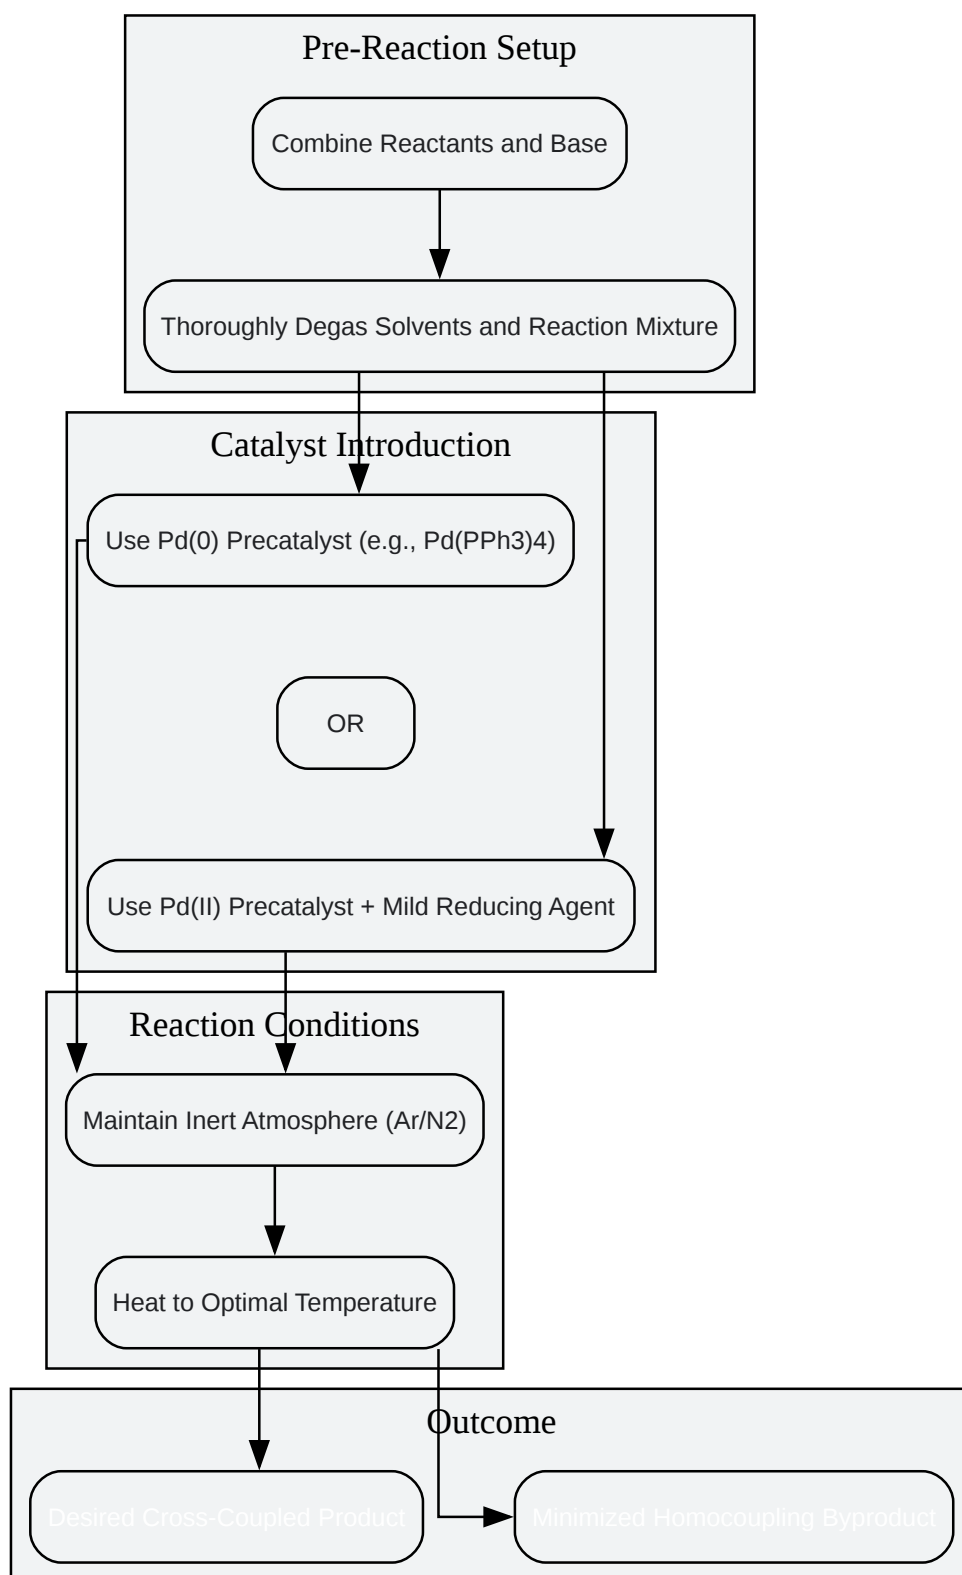 Pre-Reaction Setup
Combine Reactants and Base
Thoroughly Degas Solvents and Reaction Mixture
Catalyst Introduction
Use Pd(0) Precatalyst (e.g., Pd(PPh3)4)
OR
Use Pd(II) Precatalyst + Mild Reducing Agent
Reaction Conditions
Maintain Inert Atmosphere (Ar/N2)
Heat to Optimal Temperature
Outcome
Desired Cross-Coupled Product
Minimized Homocoupling Byproduct